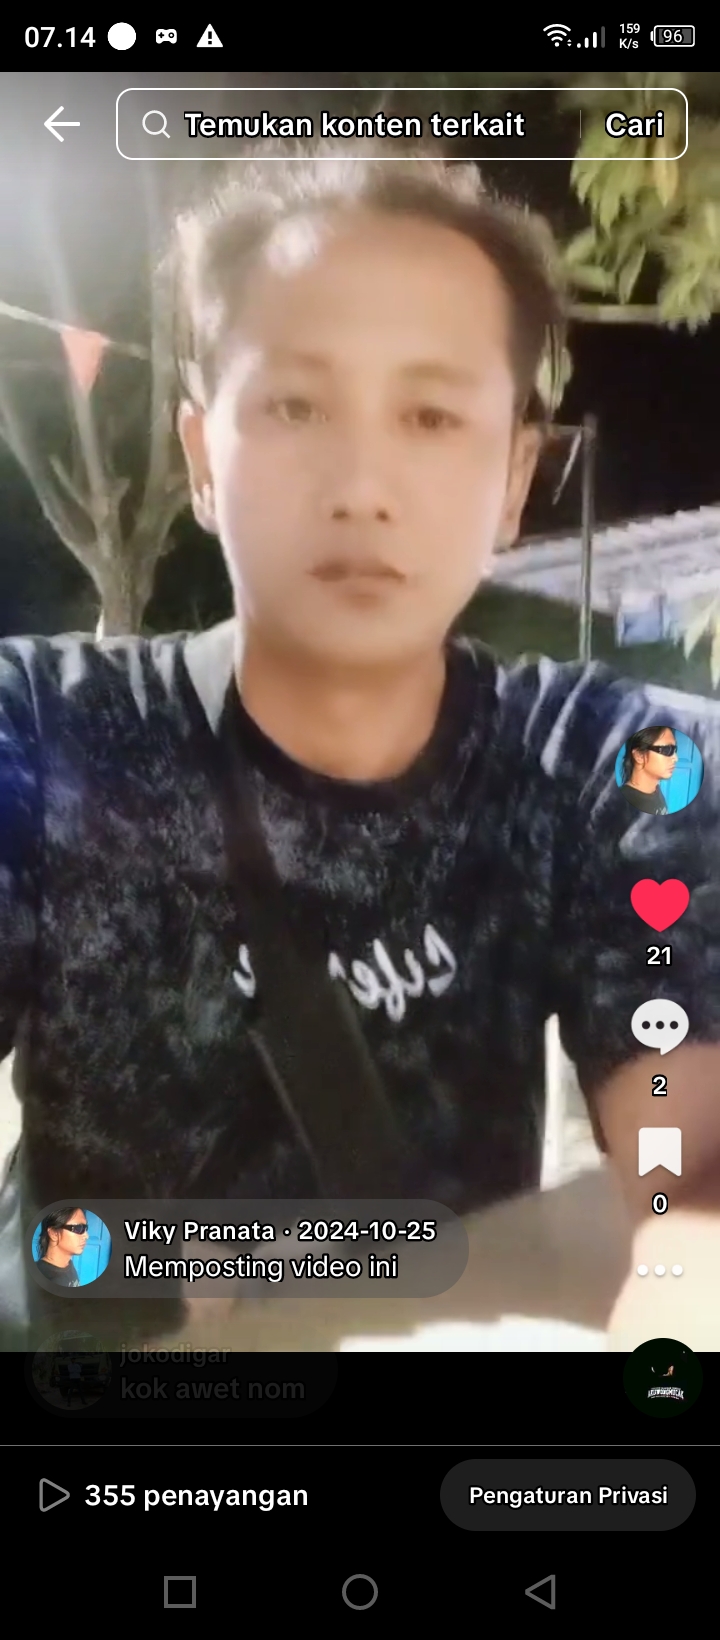 07.14
159
K/s
96
Temukan konten terkait
Cari
Life
21
2
0
Viky Pranata · 2024-10-25
Memposting video ini
jokodigar
kok awet nom
355 penayangan
Pengaturan Privasi